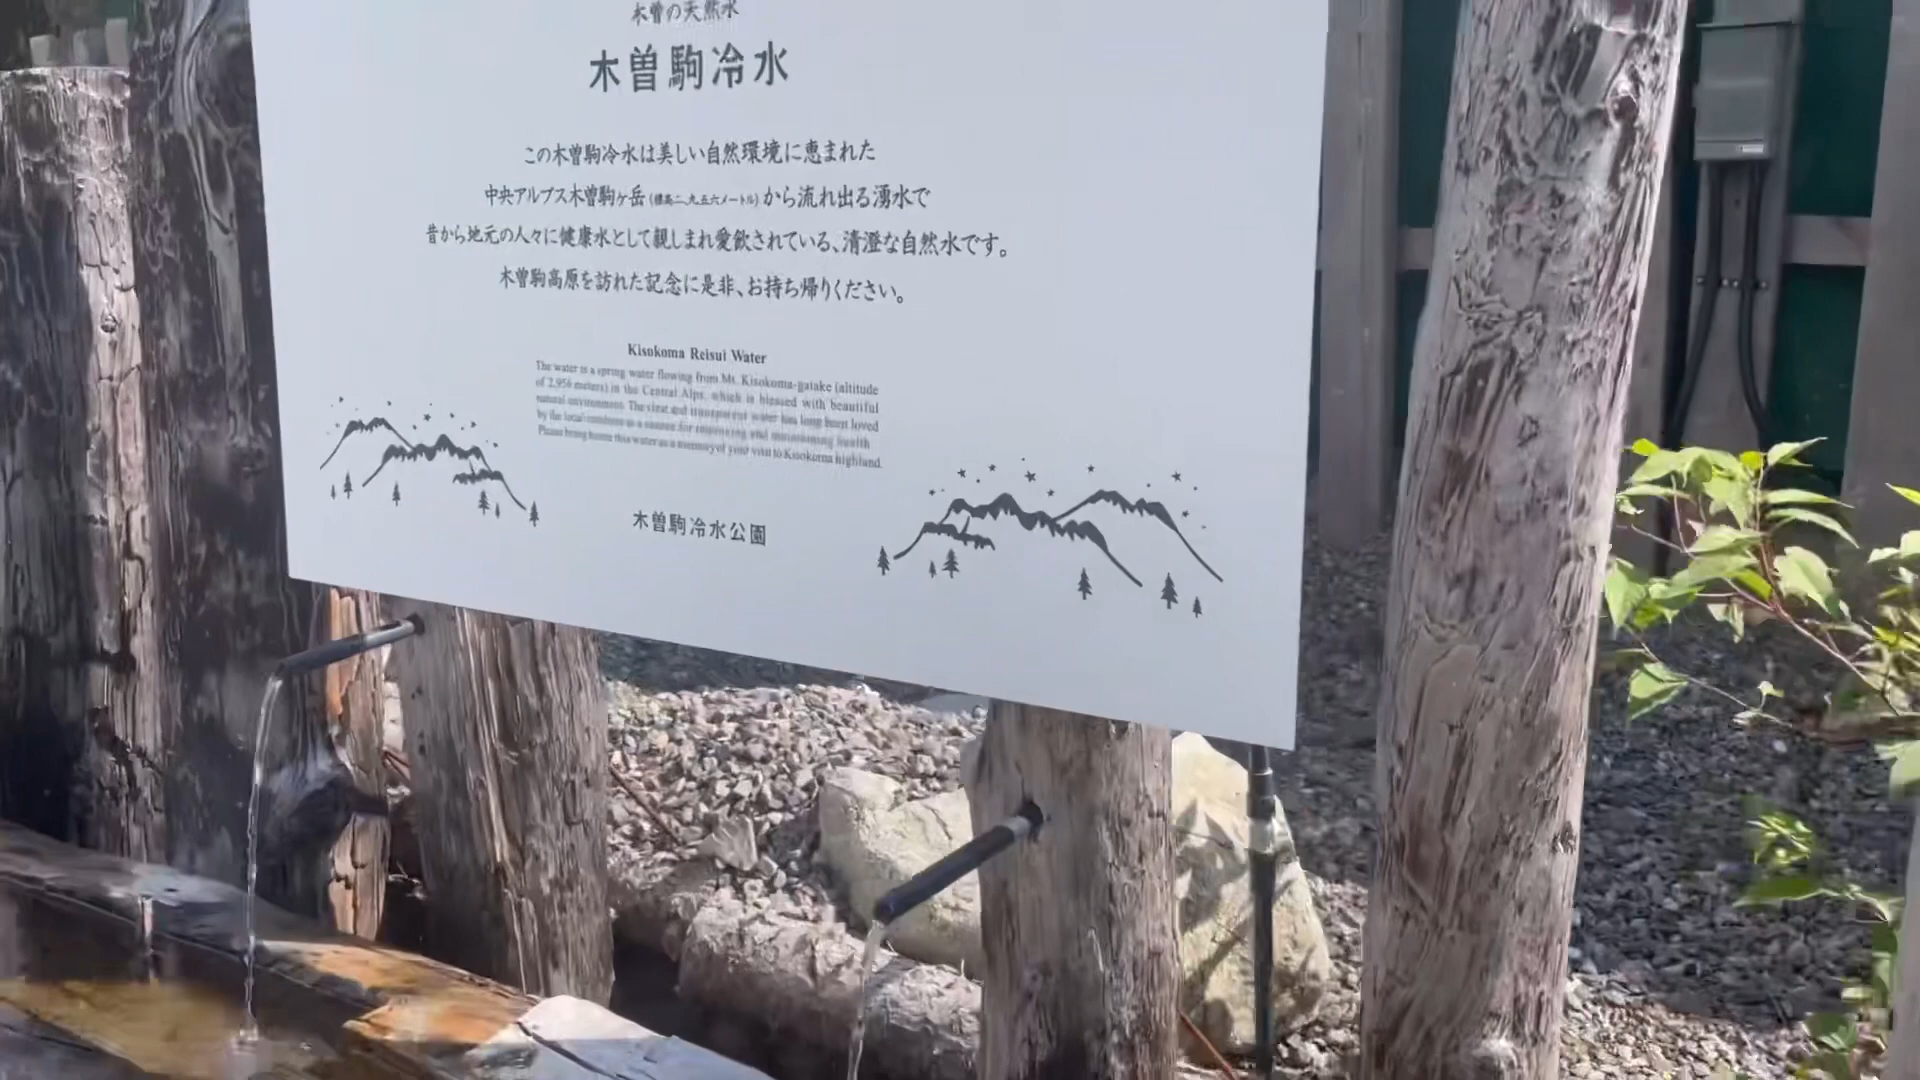 木曽の天然水
木曽駒冷水
この木曽駒冷水は美しい自然環境に恵まれた
中央アルプス木曽駒ヶ岳(標高二、九五六メートル)から流れ出る湧水で
昔から地元の人々に健康水として親しまれ愛飲されている、清澄な自然水です。
木曽駒高原を訪れた記念に是非、お持ち帰りください。
Kisokoma Reisui Water
The water is a spring water flowing from Mt. Kisokoma-gatake (altitude
of 2,956 meters) in the Central Alps, which is blessed with beautiful
natural environment. The clear and transparent water has long been loved
by the local residents as a source for improving and maintaining health.
Please bring home this water as a memory of your visit to Kisokoma highland.
木曽駒冷水公園